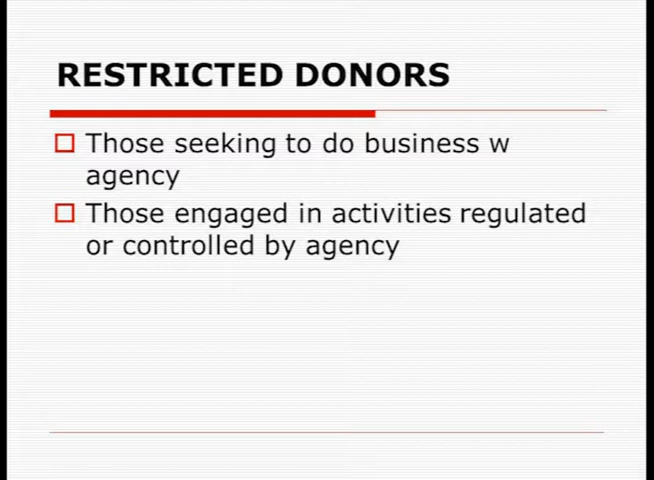 RESTRICTED DONORS
Those seeking to do business w
agency
Those engaged in activities regulated
or controlled by agency